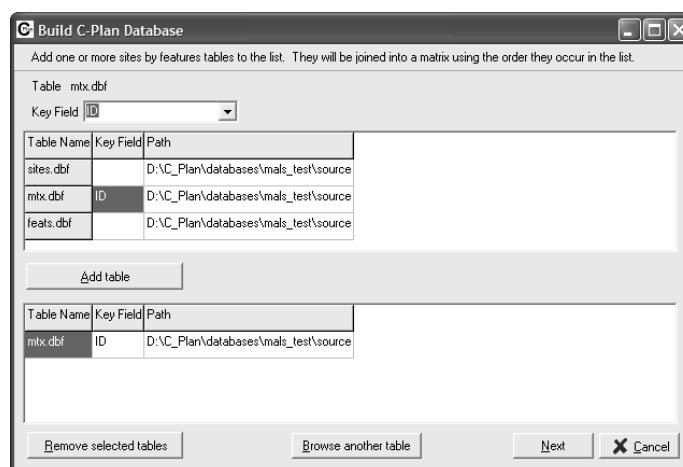 Build C-Plan Database
Add one or more sites by features tables to the list. They will be joined into a matrix using the order they occur in the list.
Table mtx.dbf
Key Field ID
Table Name Key Field Path
sites.dbf D:\C_Plan\databases\mals_test\source
mtx.dbf ID D:\C_Plan\databases\mals_test\source
feats.dbf D:\C_Plan\databases\mals_test\source
Add table
Table Name Key Field Path
mtx.dbf ID D:\C_Plan\databases\mals_test\source
Remove selected tables Browse another table Next Cancel